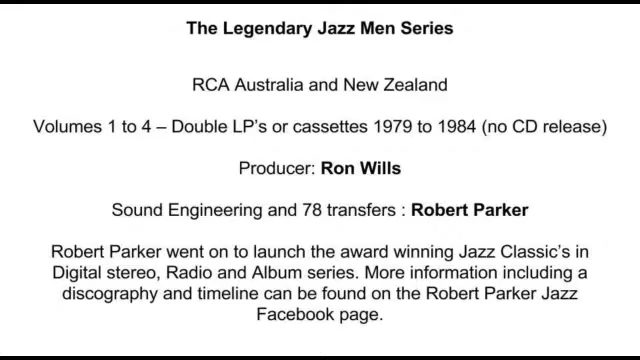 The Legendary Jazz Men Series
RCA Australia and New Zealand
Volumes 1 to 4 – Double LP's or cassettes 1979 to 1984 (no CD release)
Producer: Ron Wills
Sound Engineering and 78 transfers : Robert Parker
Robert Parker went on to launch the award winning Jazz Classic's in
Digital stereo, Radio and Album series. More information including a
discography and timeline can be found on the Robert Parker Jazz
Facebook page.